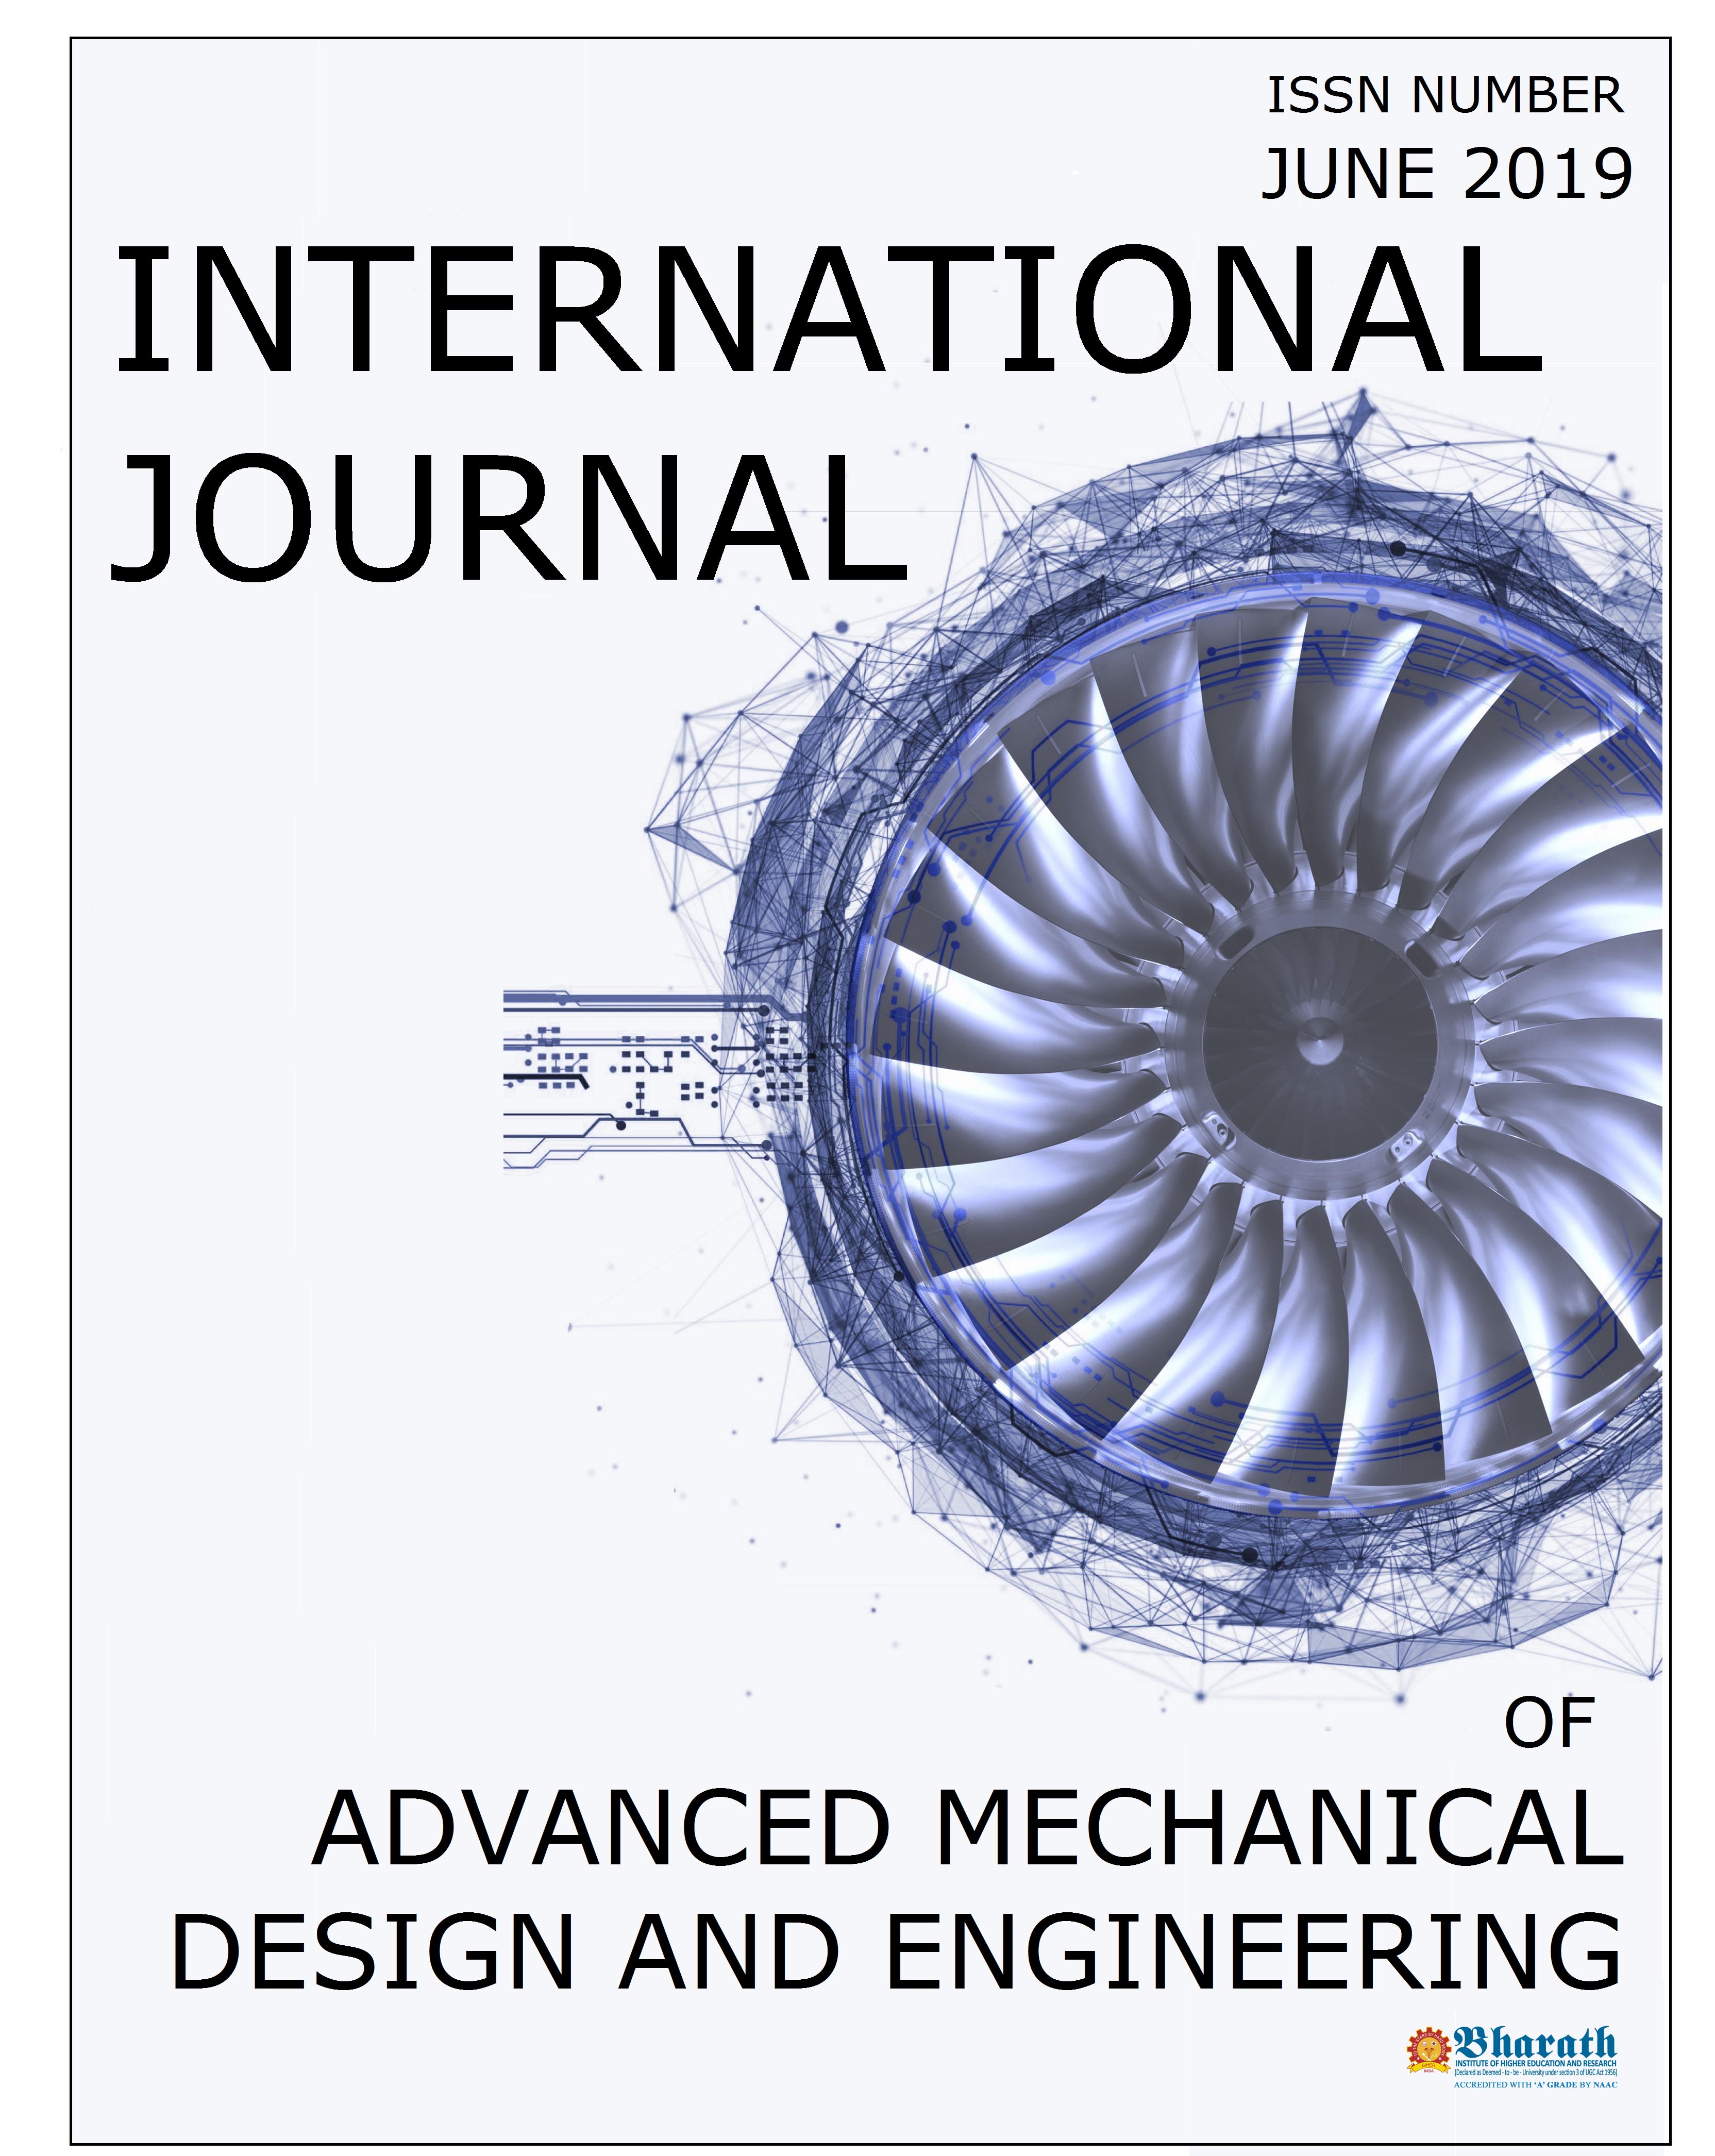 ISSN NUMBER
JUNE 2019
INTERNATIONAL
JOURNAL
OF
ADVANCED MECHANICAL
DESIGN AND ENGINEERING
Bharath
INSTITUTE OF HIGHER EDUCATION AND RESEARCH
(Declared as Deemed - to - be - University under section 3 of UGC Act 1956)
ACCREDITED WITH 'A' GRADE BY NAAC